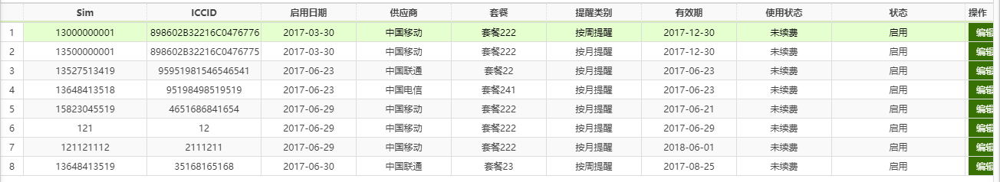 Sim ICCID 启用日期 供应商 套餐 提醒类别 有效期 使用状态 状态 操作
1 13000000001 898602B32216C0476776 2017-03-30 中国移动 套餐222 按周提醒 2017-12-30 未续费 启用 编辑
2 13500000001 898602B32216C0476775 2017-03-30 中国移动 套餐222 按月提醒 2017-12-30 未续费 启用 编辑
3 13527513419 95951981546546541 2017-06-23 中国联通 套餐22 按月提醒 2017-06-23 未续费 启用 编辑
4 13648413518 95198498519519 2017-06-23 中国电信 套餐241 按月提醒 2017-06-23 未续费 启用 编辑
5 15823045519 4651686841654 2017-06-29 中国移动 套餐222 按月提醒 2017-06-21 未续费 启用 编辑
6 121 12 2017-06-29 中国移动 套餐222 按月提醒 2017-06-29 未续费 启用 编辑
7 121121112 2111211 2017-06-29 中国移动 套餐222 按月提醒 2018-06-01 未续费 启用 编辑
8 13648413519 35168165168 2017-06-30 中国联通 套餐23 按周提醒 2017-08-25 未续费 启用 编辑